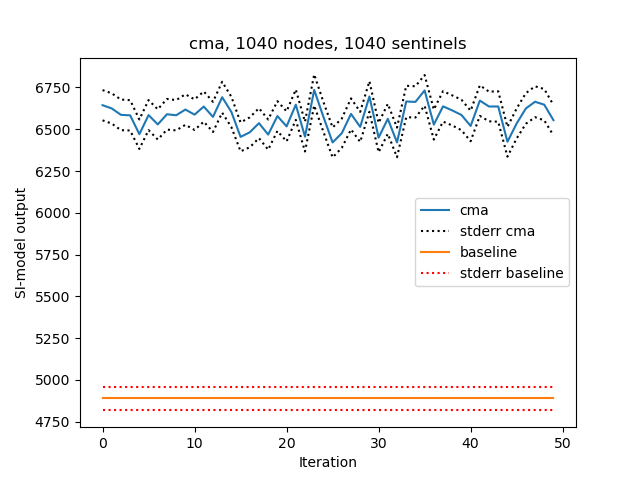 cma, 1040 nodes, 1040 sentinels
SI-model output
6750
6500
6250
6000
5750
5500
5250
5000
4750
cma
stderr cma
baseline
stderr baseline
0
10
20
30
40
50
Iteration